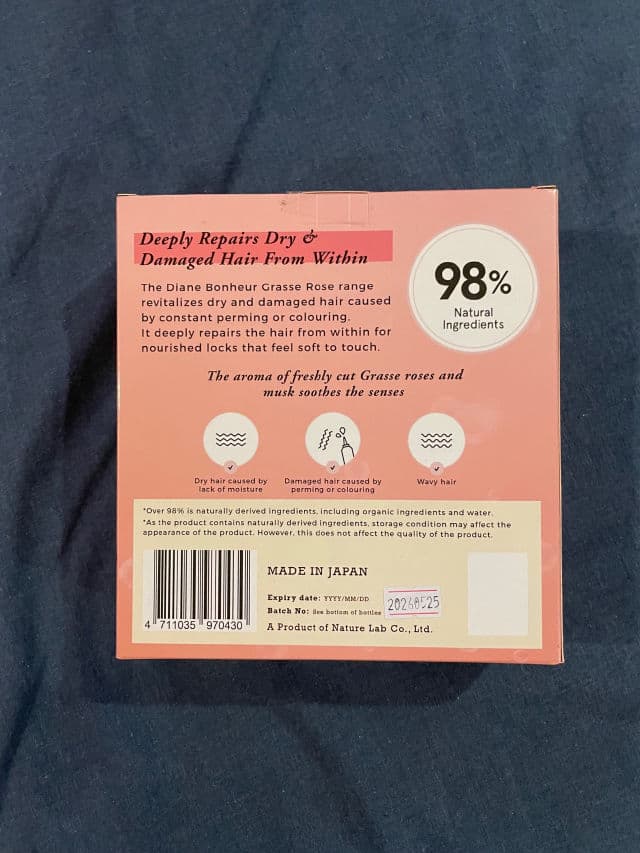 Deeply Repairs Dry &
Damaged Hair From Within
The Diane Bonheur Grasse Rose range
revitalizes dry and damaged hair caused
by constant perming or colouring.
It deeply repairs the hair from within for
nourished locks that feel soft to touch.
98%
Natural
Ingredients
The aroma of freshly cut Grasse roses and
musk soothes the senses
Dry hair caused by
lack of moisture
Damaged hair caused by
perming or colouring
Wavy hair
*Over 98% is naturally derived ingredients, including organic ingredients and water.
*As the product contains naturally derived ingredients, storage condition may affect the
appearance of the product. However, this does not affect the quality of the product.
4 711035 970430
MADE IN JAPAN
Expiry date: YYYY/MM/DD
Batch No: See bottom of bottles
20260525
A Product of Nature Lab Co., Ltd.